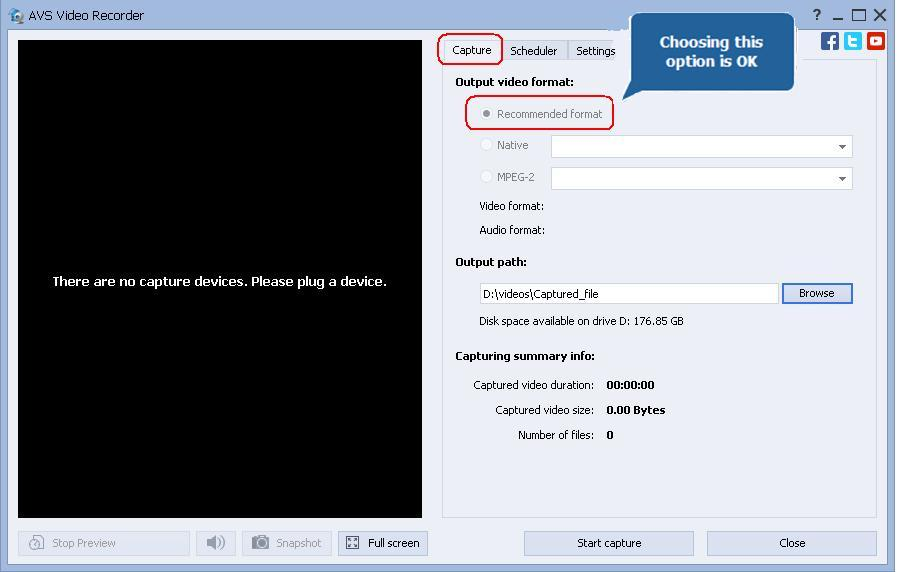 AVS Video Recorder
?
Choosing this
option is OK
Capture
Scheduler
Settings
Output video format:
Recommended format
Native
MPEG-2
Video format:
Audio format:
Output path:
D:\videos\Captured_file
Browse
Disk space available on drive D: 176.85 GB
Capturing summary info:
Captured video duration: 00:00:00
Captured video size: 0.00 Bytes
Number of files: 0
There are no capture devices. Please plug a device.
Stop Preview
Snapshot
Full screen
Start capture
Close